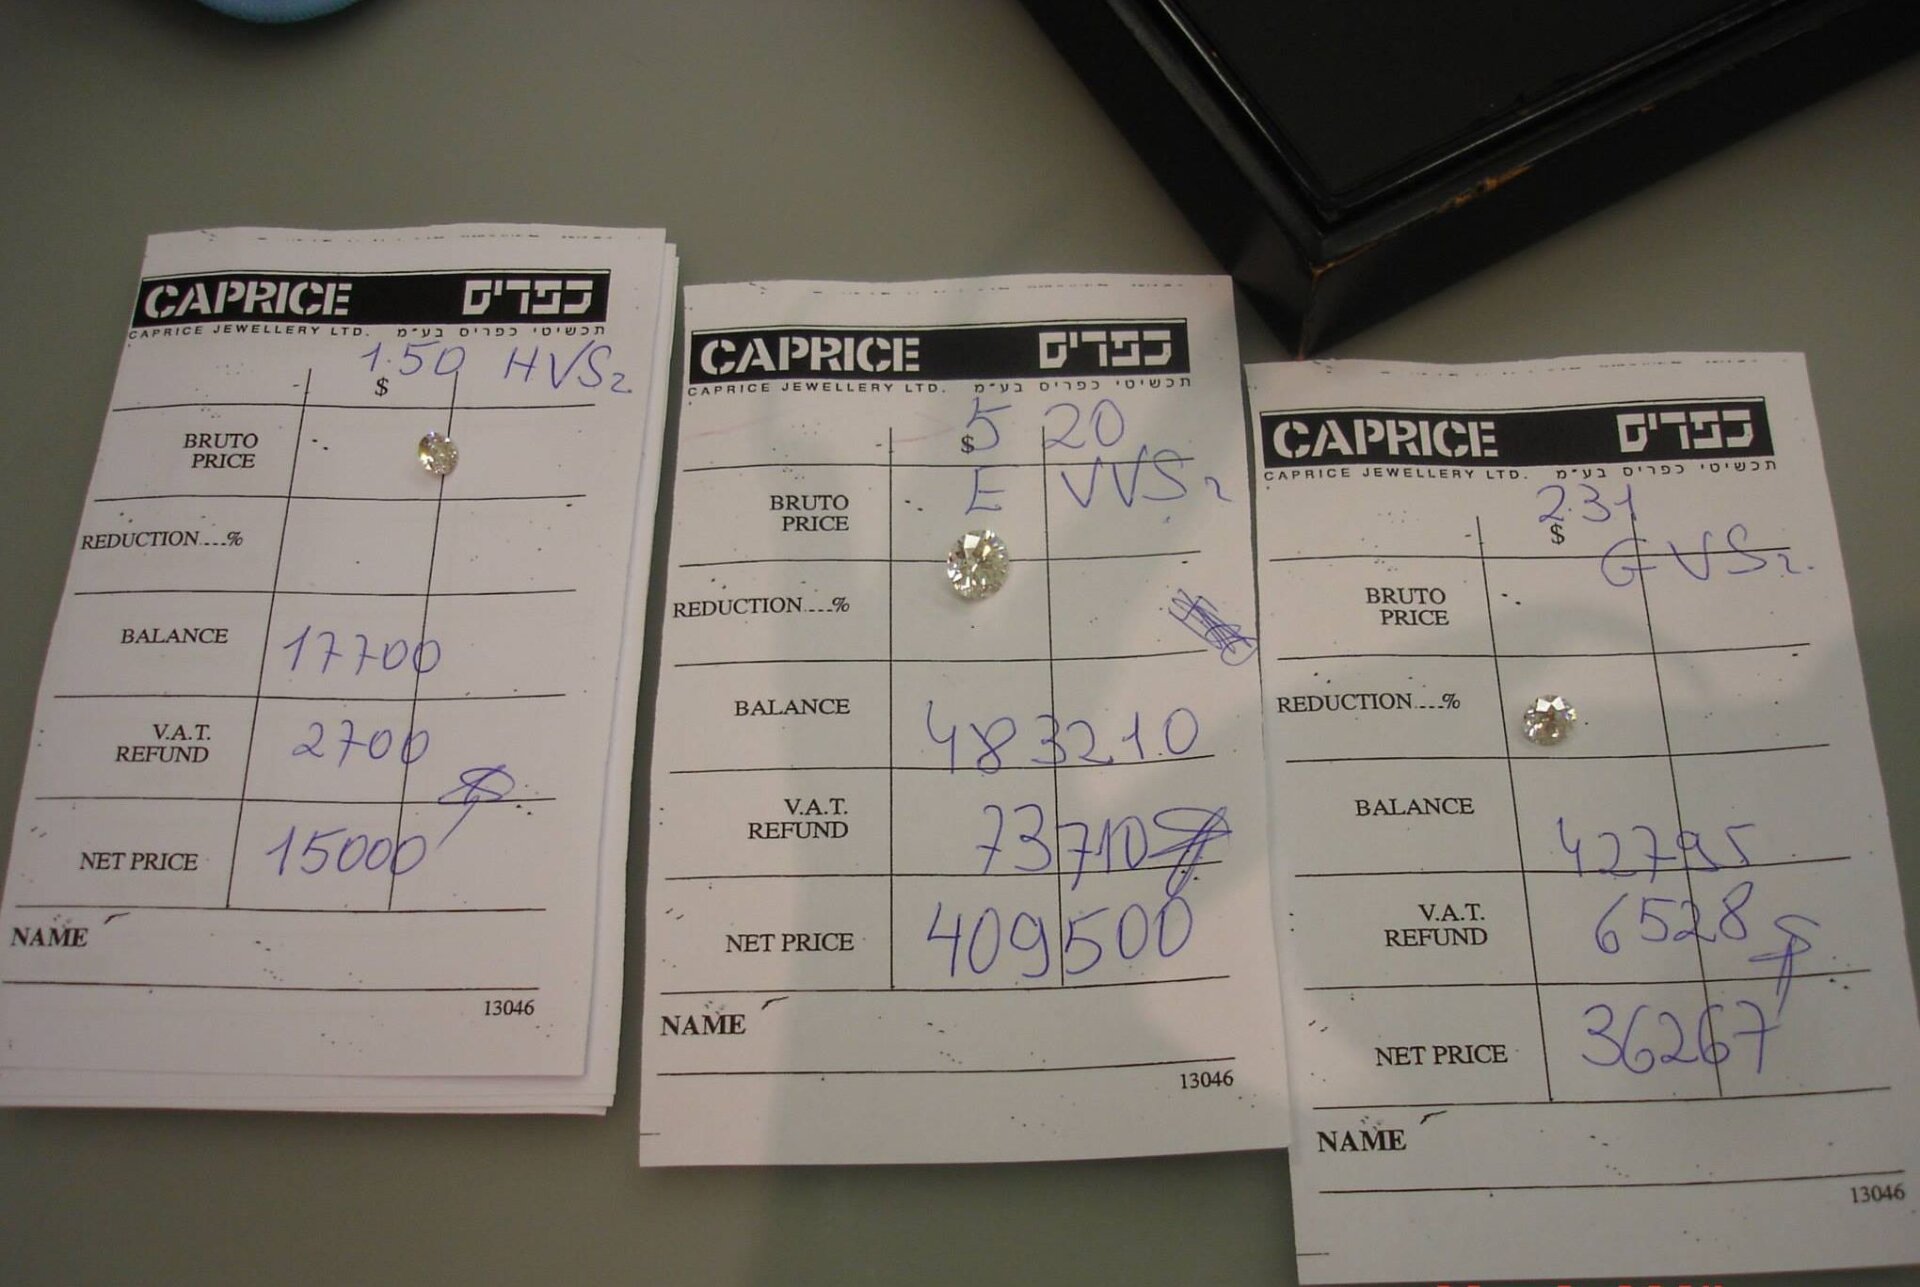 CAPRICE כפריס
CAPRICE JEWELLERY LTD. תכשיטי כפריס בע"מ
1.50 HVS2
$
BRUTO
PRICE
REDUCTION....%
BALANCE 17700
V.A.T.
REFUND 2700
NET PRICE 15000
NAME
13046
CAPRICE כפריס
CAPRICE JEWELLERY LTD. תכשיטי כפריס בע"מ
5 20
$
E VVS2
BRUTO
PRICE
REDUCTION....%
BALANCE 483210
V.A.T.
REFUND 73710
NET PRICE 409500
NAME
13046
CAPRICE כפריס
CAPRICE JEWELLERY LTD. תכשיטי כפריס בע"מ
2.31
$
G VS2.
BRUTO
PRICE
REDUCTION....%
BALANCE 42795
V.A.T.
REFUND 6528
NET PRICE 36267
NAME
13046